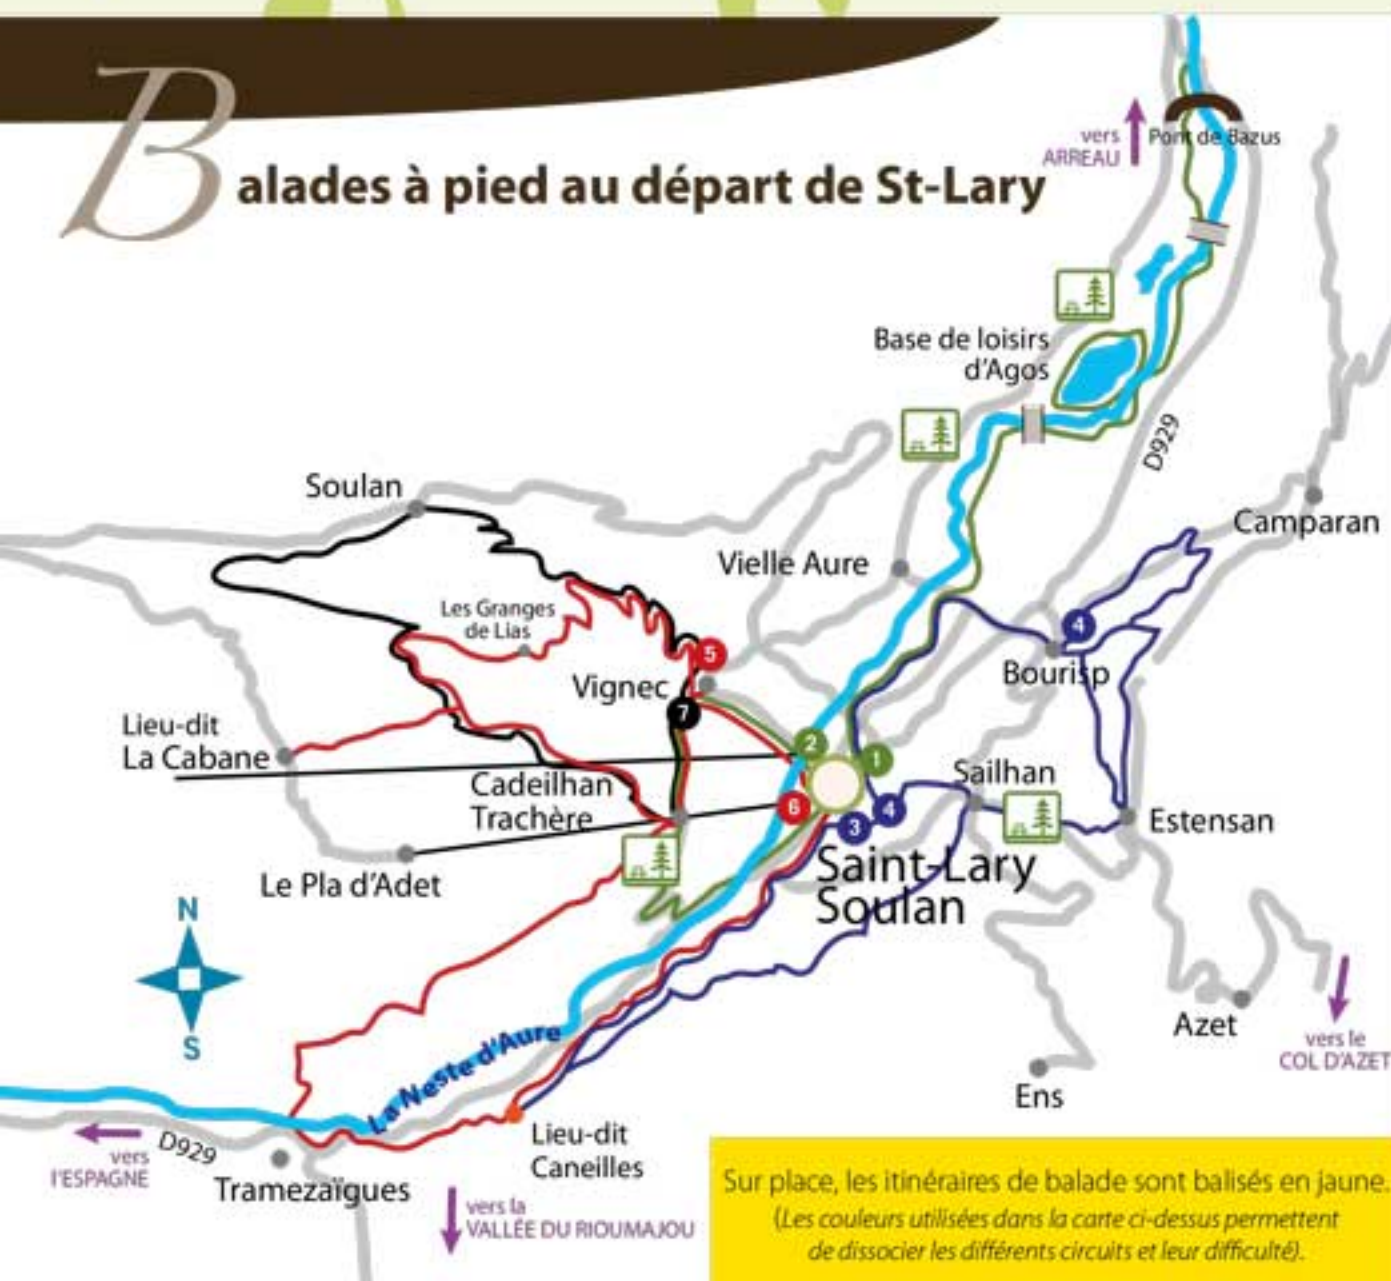 Balades à pied au départ de St-Lary
vers
ARREAU
Pont de Bazus
Base de loisirs
d'Agos
D929
Soulan
Camparan
Vielle Aure
Les Granges
de Lias
4
5
Bourisp
Vignec
7
Lieu-dit
La Cabane
2
1
Sailhan
Cadeilhan
Trachère
6
4
3
Estensan
Saint-Lary
Soulan
Le Pla d'Adet
N
S
La Neste d'Aure
Azet
vers le
COL D'AZET
Ens
Lieu-dit
Caneilles
D929
vers
l'ESPAGNE
Tramezaïgues
vers la
VALLÉE DU RIOUMAJOU
Sur place, les itinéraires de balade sont balisés en jaune.
(Les couleurs utilisées dans la carte ci-dessus permettent
de dissocier les différents circuits et leur difficulté).